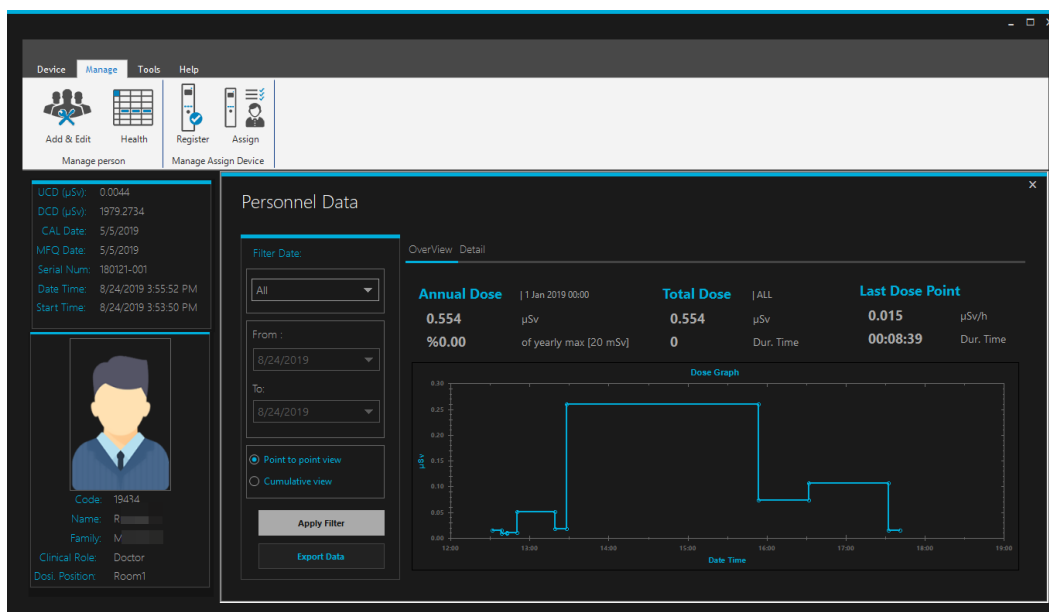 Device Manage Tools Help
Add & Edit Health Register Assign
Manage person Manage Assign Device
UCD (µSv): 0.0044
DCD (µSv): 1979.2734
CAL Date: 5/5/2019
MFQ Date: 5/5/2019
Serial Num: 180121-001
Date Time: 8/24/2019 3:55:52 PM
Start Time: 8/24/2019 3:53:50 PM
Code: 19434
Name: R
Family: M
Clinical Role: Doctor
Dosi. Position: Room1
Personnel Data
Filter Date:
All
From :
8/24/2019
To:
8/24/2019
Point to point view
Cumulative view
Apply Filter
Export Data
OverView Detail
Annual Dose | 1 Jan 2019 00:00
0.554 µSv
%0.00 of yearly max [20 mSv]
Total Dose | ALL
0.554 µSv
0 Dur. Time
Last Dose Point
0.015 µSv/h
00:08:39 Dur. Time
Dose Graph
µSv
0.30
0.25
0.20
0.15
0.10
0.05
0.00
12:00 13:00 14:00 15:00 16:00 17:00 18:00 19:00
Date Time